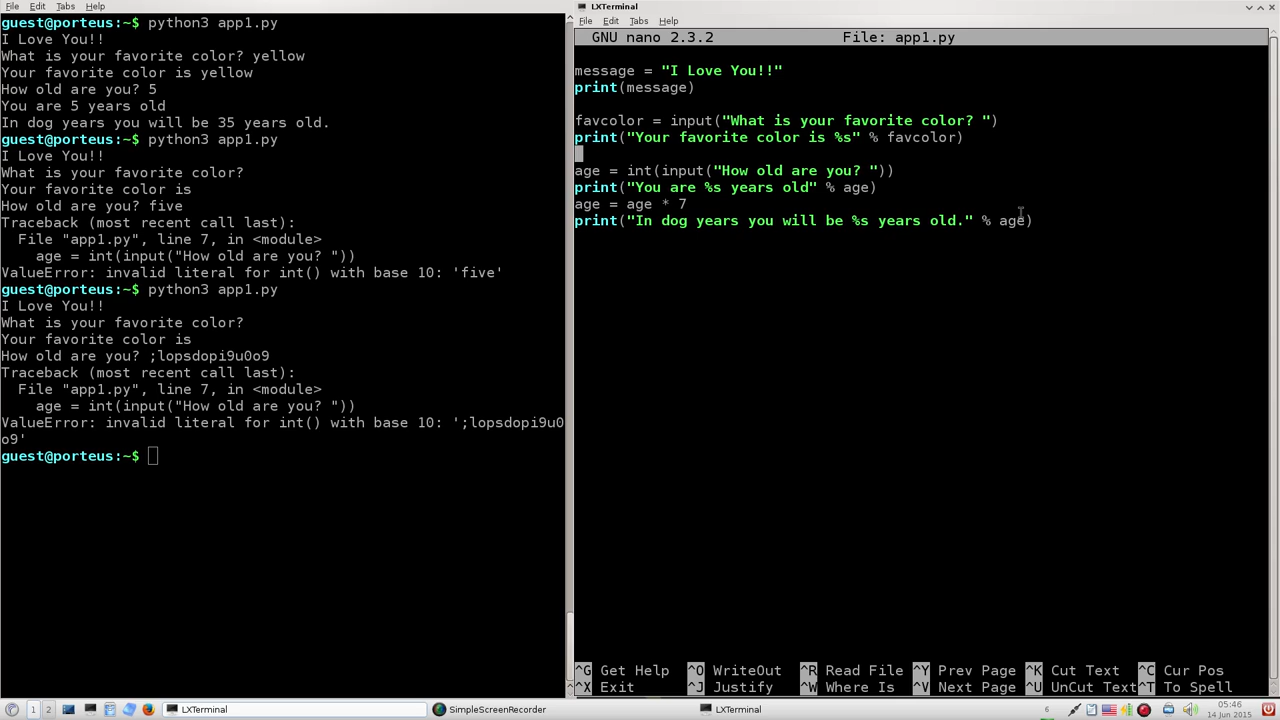 File Edit Tabs Help
guest@porteus:~$ python3 app1.py
I Love You!!
What is your favorite color? yellow
Your favorite color is yellow
How old are you? 5
You are 5 years old
In dog years you will be 35 years old.
guest@porteus:~$ python3 app1.py
I Love You!!
What is your favorite color?
Your favorite color is
How old are you? five
Traceback (most recent call last):
  File "app1.py", line 7, in <module>
    age = int(input("How old are you? "))
ValueError: invalid literal for int() with base 10: 'five'
guest@porteus:~$ python3 app1.py
I Love You!!
What is your favorite color?
Your favorite color is
How old are you? ;lopsdopi9u0o9
Traceback (most recent call last):
  File "app1.py", line 7, in <module>
    age = int(input("How old are you? "))
ValueError: invalid literal for int() with base 10: ';lopsdopi9u0
o9'
guest@porteus:~$
LXTerminal
File Edit Tabs Help
GNU nano 2.3.2 File: app1.py
message = "I Love You!!"
print(message)
favcolor = input("What is your favorite color? ")
print("Your favorite color is %s" % favcolor)
age = int(input("How old are you? "))
print("You are %s years old" % age)
age = age * 7
print("In dog years you will be %s years old." % age)
^G Get Help ^O WriteOut ^R Read File ^Y Prev Page ^K Cut Text ^C Cur Pos
^X Exit ^J Justify ^W Where Is ^V Next Page ^U UnCut Text ^T To Spell
1 2 LXTerminal SimpleScreenRecorder LXTerminal 6 05:46
14 Jun 2015